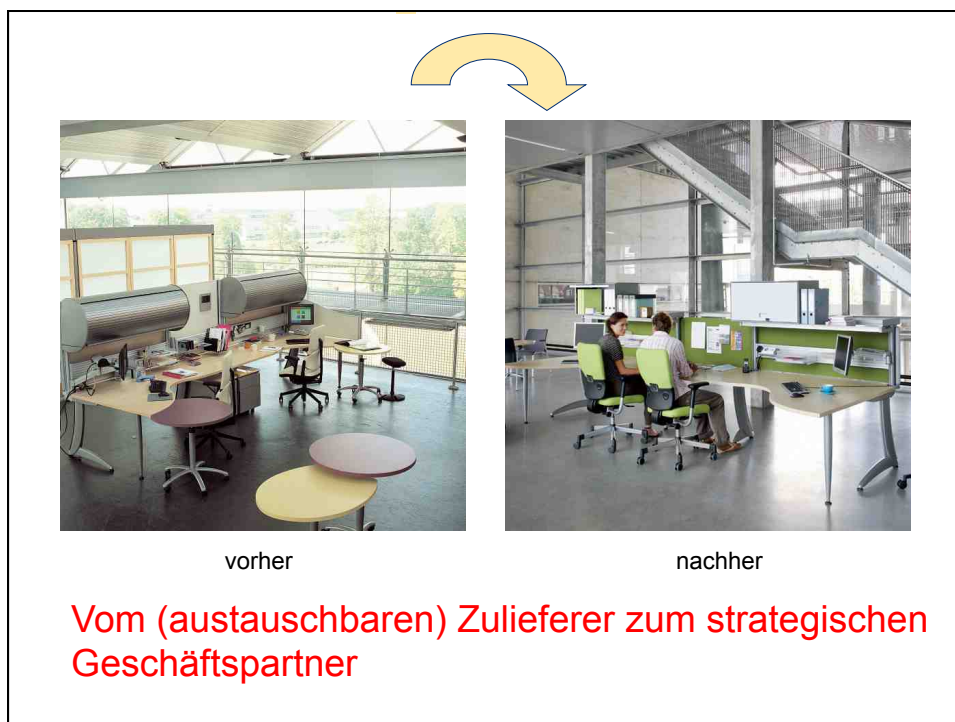 vorher
nachher
Vom (austauschbaren) Zulieferer zum strategischen
Geschäftspartner